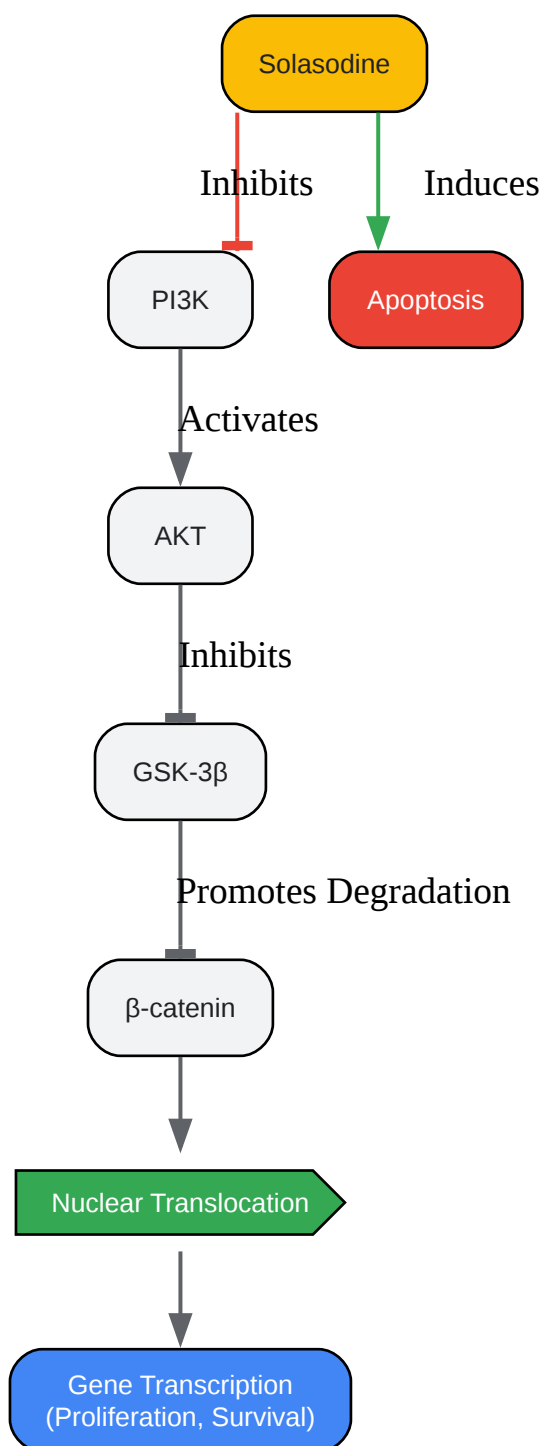 Solasodine
Inhibits
Induces
PI3K
Apoptosis
Activates
AKT
Inhibits
GSK-3β
Promotes Degradation
β-catenin
Nuclear Translocation
Gene Transcription
(Proliferation, Survival)